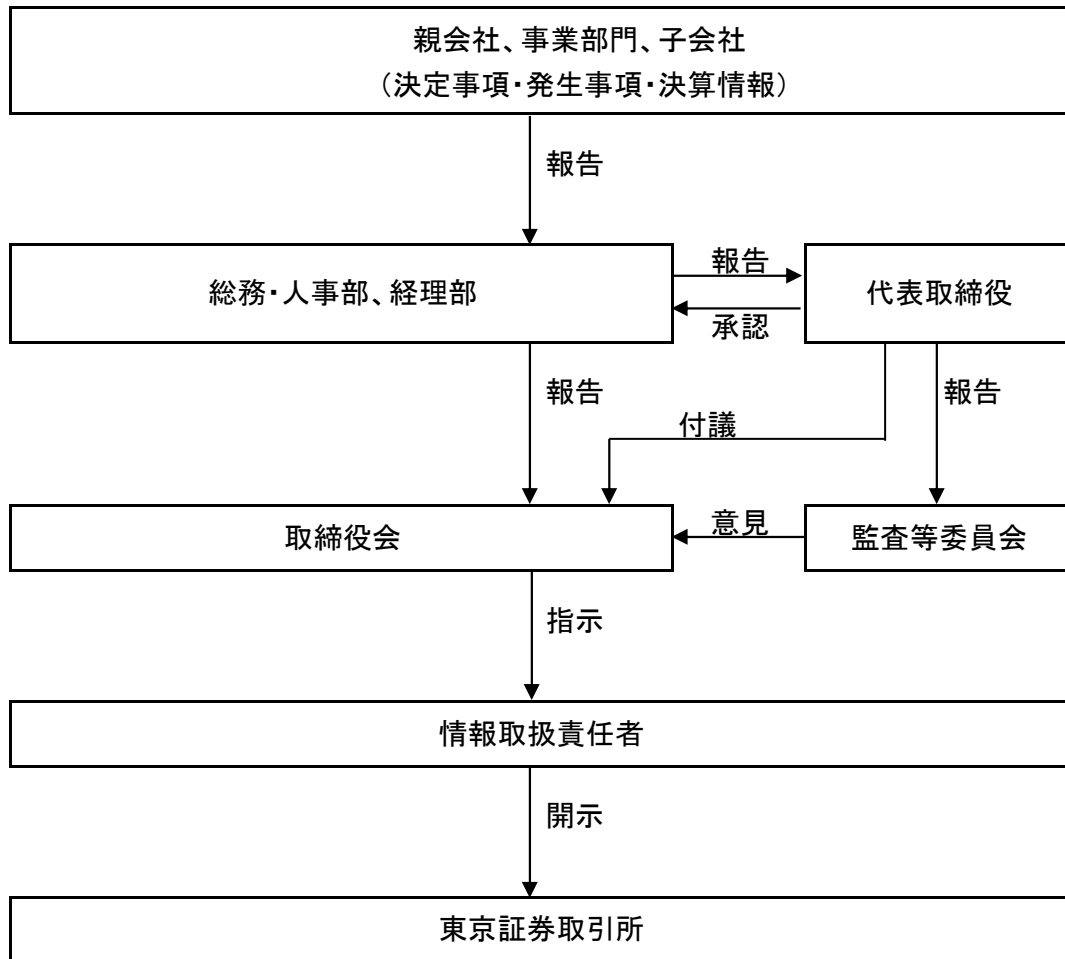 親会社、事業部門、子会社
（決定事項・発生事項・決算情報）
報告
総務・人事部、経理部
報告
承認
代表取締役
報告
付議
報告
取締役会
意見
監査等委員会
指示
情報取扱責任者
開示
東京証券取引所